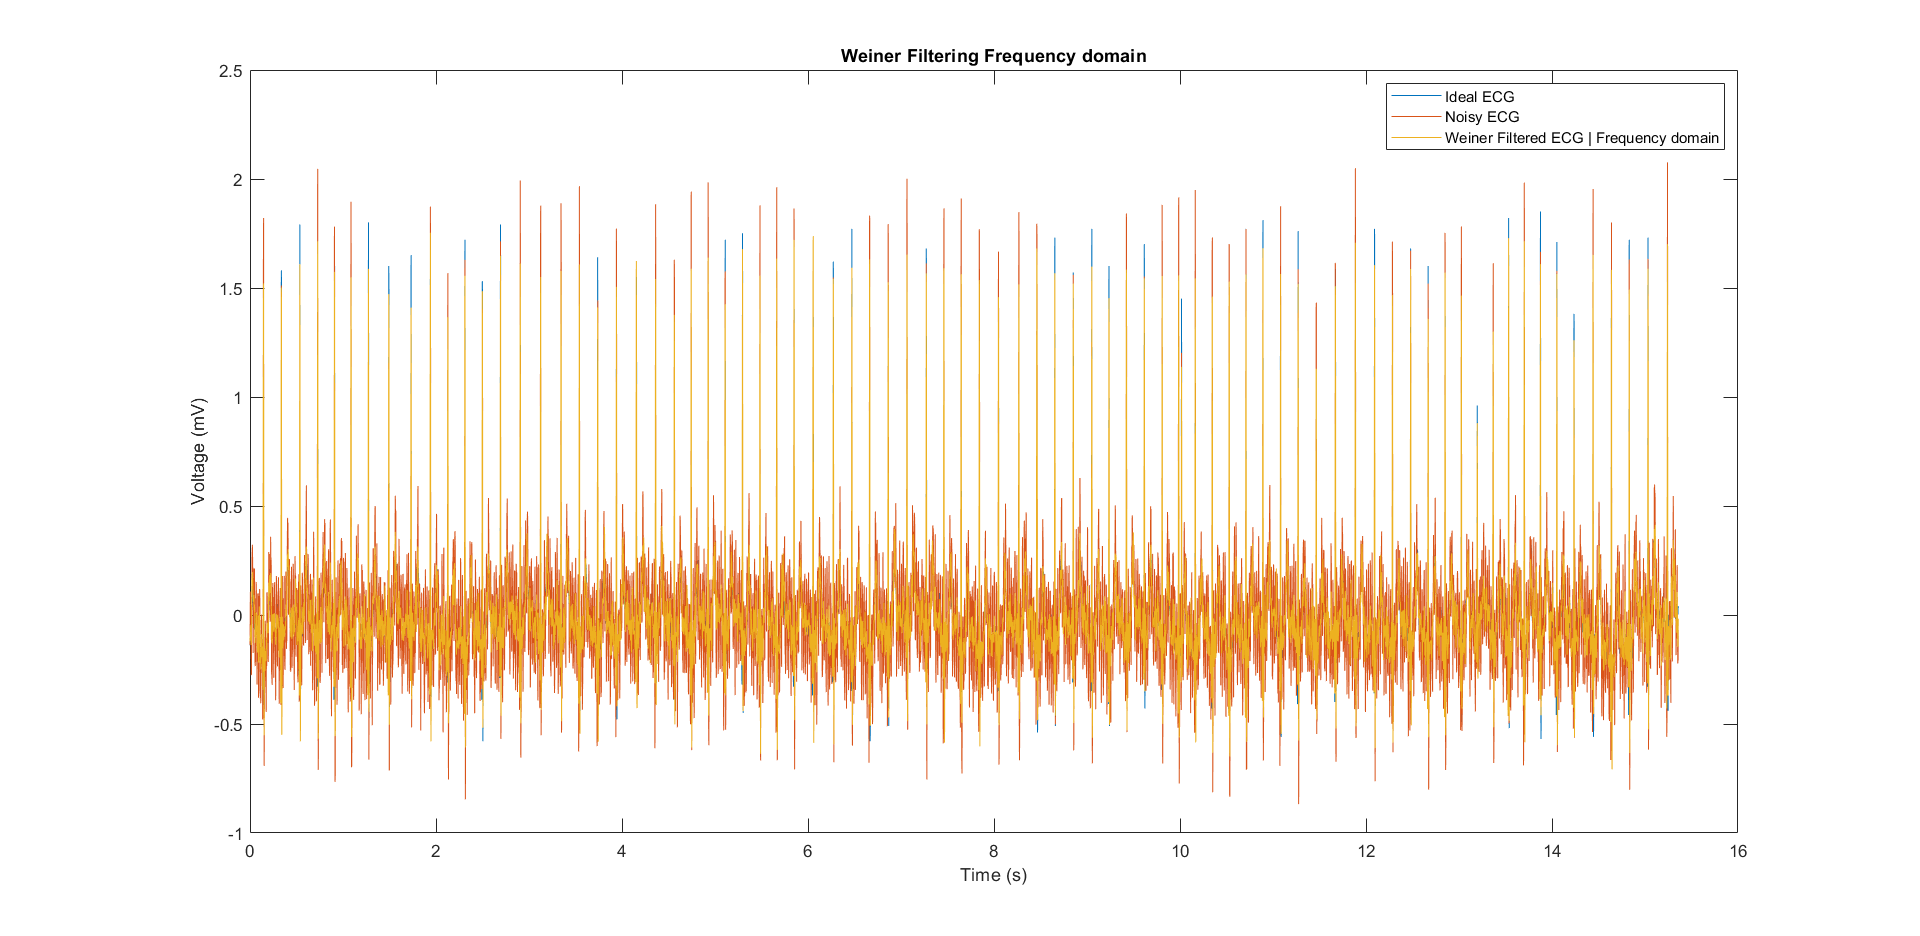 Weiner Filtering Frequency domain
2.5
Ideal ECG
Noisy ECG
Weiner Filtered ECG | Frequency domain
2
1.5
1
Voltage (mV)
0.5
0
-0.5
-1
0 2 4 6 8 10 12 14 16
Time (s)